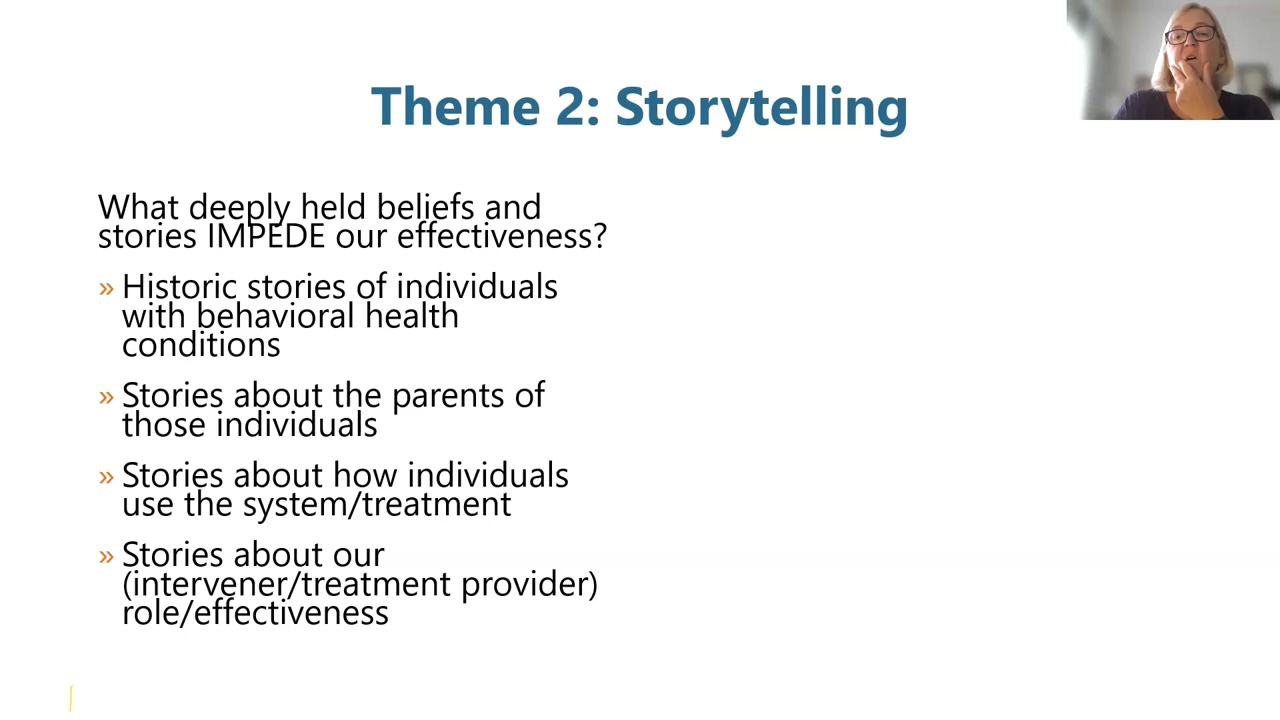 Theme 2: Storytelling
What deeply held beliefs and
stories IMPEDE our effectiveness?
» Historic stories of individuals
with behavioral health
conditions
» Stories about the parents of
those individuals
» Stories about how individuals
use the system/treatment
» Stories about our
(intervener/treatment provider)
role/effectiveness